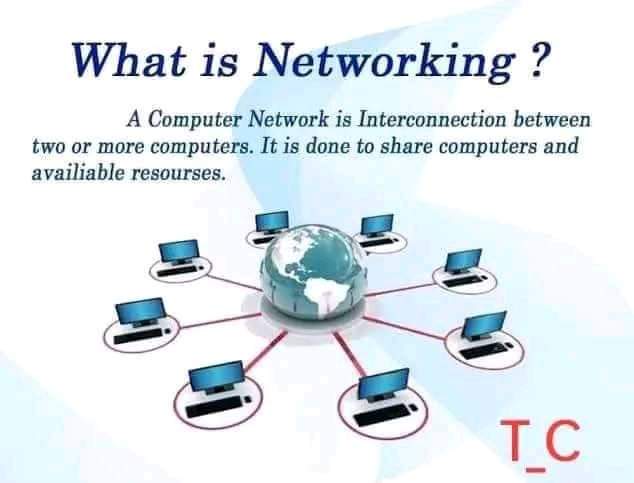 What is Networking ?
A Computer Network is Interconnection between
two or more computers. It is done to share computers and
availiable resourses.
T_C